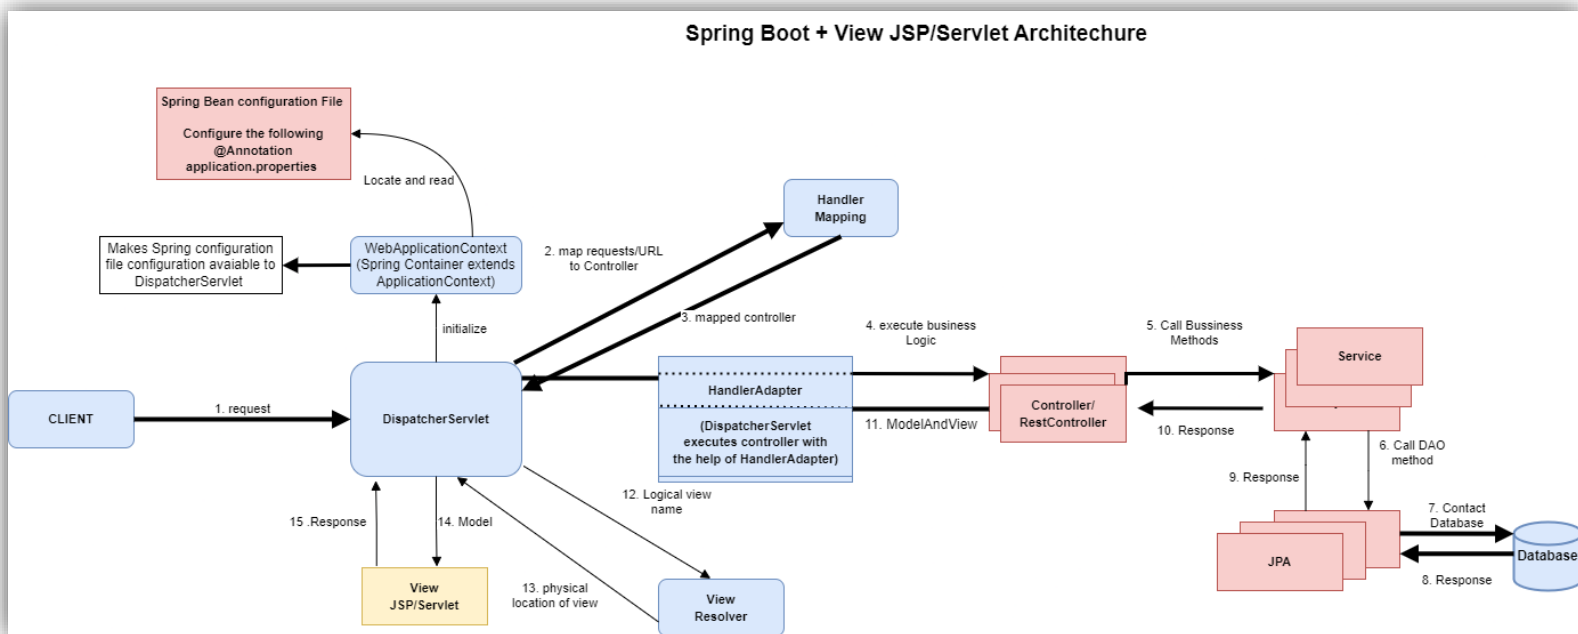 Spring Boot + View JSP/Servlet Architechure
Spring Bean configuration File
Configure the following
@Annotation
application.properties
Locate and read
Handler
Mapping
Makes Spring configuration
file configuration avaiable to
DispatcherServlet
WebApplicationContext
(Spring Container extends
ApplicationContext)
2. map requests/URL
to Controller
initialize
3. mapped controller
4. execute business
Logic
5. Call Bussiness
Methods
Service
CLIENT
1. request
DispatcherServlet
HandlerAdapter
(DispatcherServlet
executes controller with
the help of HandlerAdapter)
11. ModelAndView
Controller/
RestController
10. Response
6. Call DAO
method
9. Response
12. Logical view
name
15 .Response
14. Model
7. Contact
Database
JPA
Database
8. Response
View
JSP/Servlet
13. physical
location of view
View
Resolver